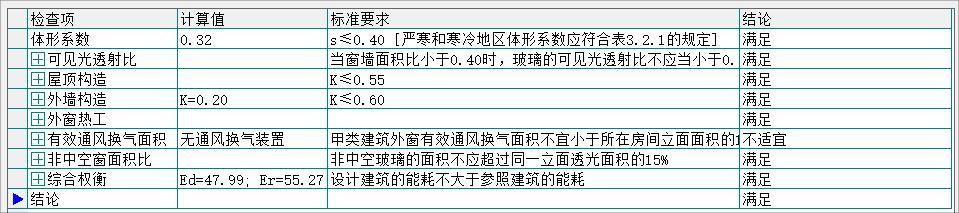 检查项 计算值 标准要求 结论
体形系数 0.32 s≤0.40 [严寒和寒冷地区体形系数应符合表3.2.1的规定] 满足
可见光透射比 当窗墙面积比小于0.40时，玻璃的可见光透射比不应当小于0. 满足
屋顶构造 K≤0.55 满足
外墙构造 K=0.20 K≤0.60 满足
外窗热工 满足
有效通风换气面积 无通风换气装置 甲类建筑外窗有效通风换气面积不宜小于所在房间立面面积的1 不适宜
非中空窗面积比 非中空玻璃的面积不应超过同一立面透光面积的15% 满足
综合权衡 Ed=47.99; Er=55.27 设计建筑的能耗不大于参照建筑的能耗 满足
结论 满足